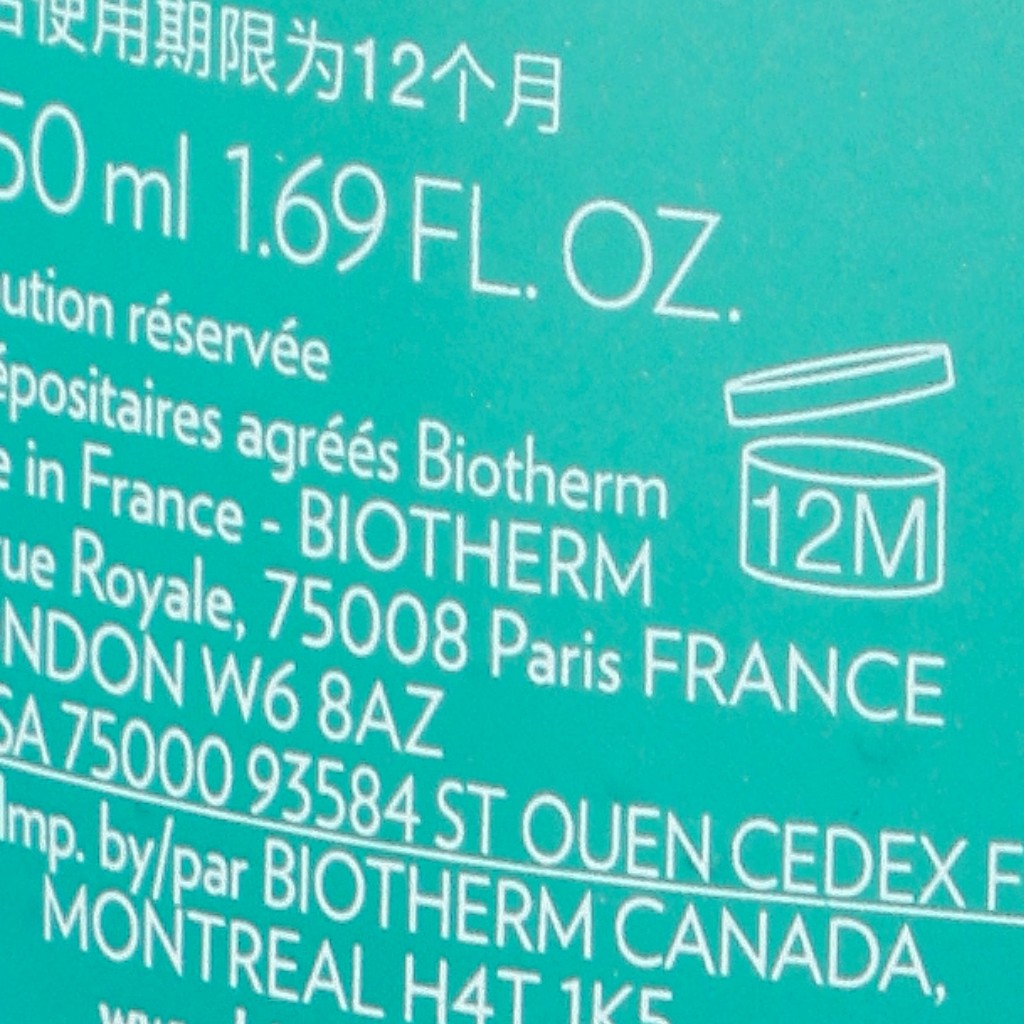 使用期限为12个月
50 ml 1.69 FL. OZ.
ution réservée
épositaires agréés Biotherm
12M
e in France - BIOTHERM
rue Royale, 75008 Paris FRANCE
NDON W6 8AZ
SA 75000 93584 ST OUEN CEDEX F
Imp. by/par BIOTHERM CANADA,
MONTREAL H4T 1K5